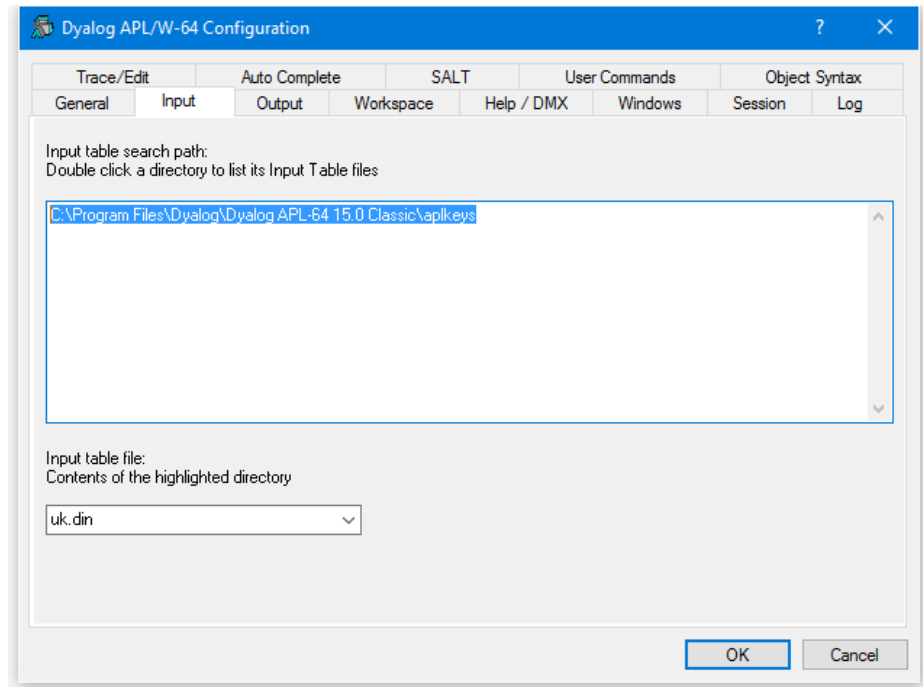 Dyalog APL/W-64 Configuration
Trace/Edit Auto Complete SALT User Commands Object Syntax
General Input Output Workspace Help / DMX Windows Session Log
Input table search path:
Double click a directory to list its Input Table files
C:\Program Files\Dyalog\Dyalog APL-64 15.0 Classic\aplkeys
Input table file:
Contents of the highlighted directory
uk.din
OK Cancel